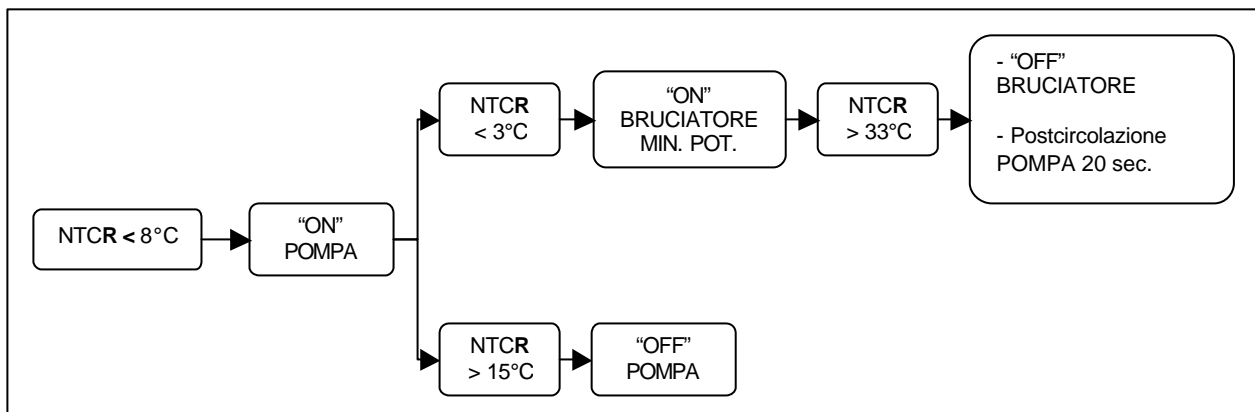 NTCR < 8°C
“ON”
POMPA
NTCR
< 3°C
“ON”
BRUCIATORE
MIN. POT.
NTCR
> 33°C
- “OFF”
BRUCIATORE
- Postcircolazione
POMPA 20 sec.
NTCR
> 15°C
“OFF”
POMPA